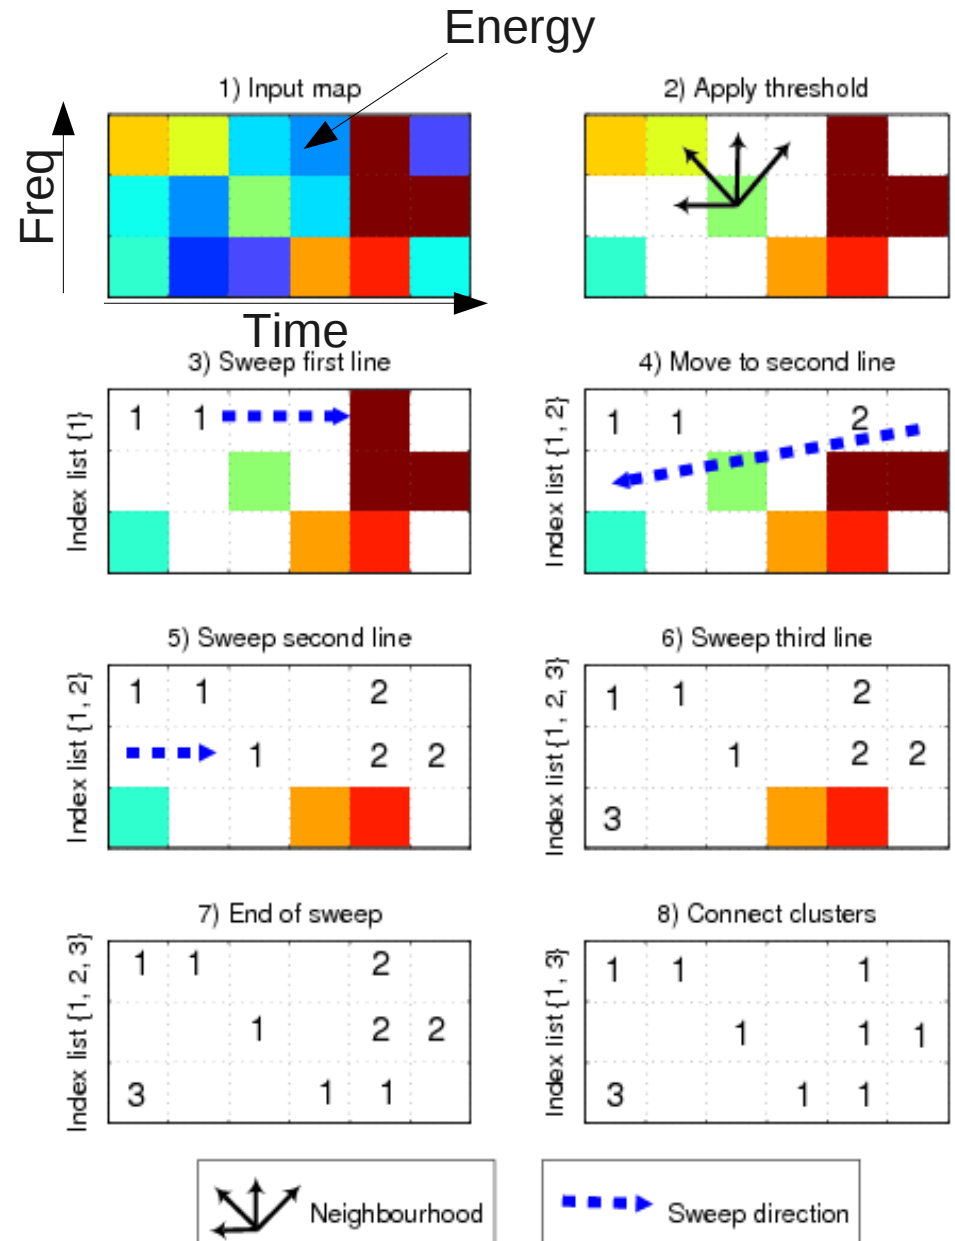 Energy
1) Input map
2) Apply threshold
Freq
Time
3) Sweep first line
4) Move to second line
Index list {1}
1 1
Index list {1, 2}
1 1 2
5) Sweep second line
6) Sweep third line
Index list {1, 2}
1 1 2
1 2 2
Index list {1, 2, 3}
1 1 2
1 2 2
3
7) End of sweep
8) Connect clusters
Index list {1, 2, 3}
1 1 2
1 2 2
3 1 1
Index list {1, 3}
1 1 1
1 1 1
3 1 1
Neighbourhood
Sweep direction